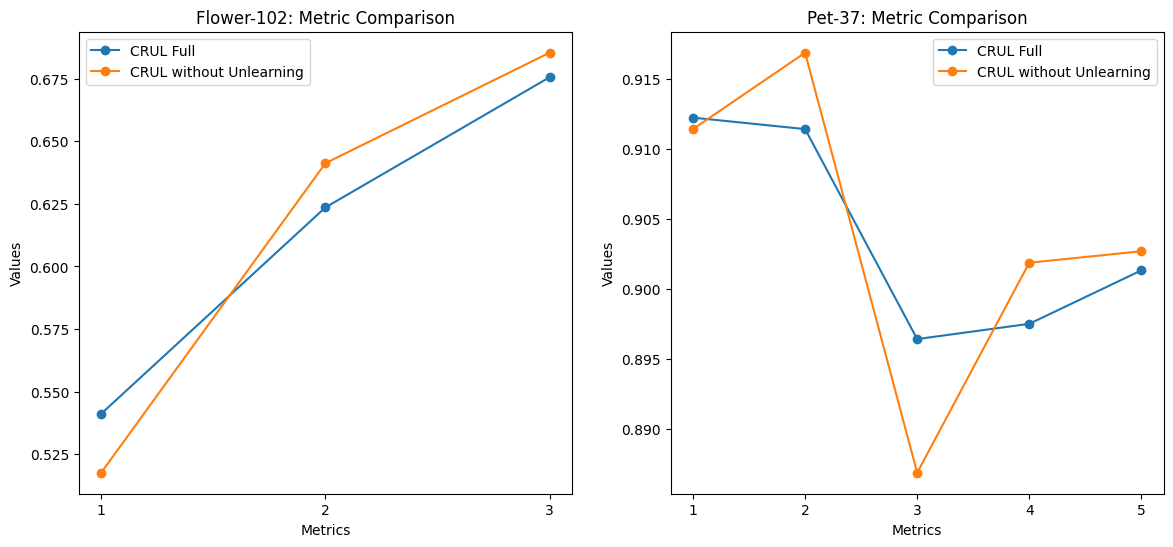 Flower-102: Metric Comparison
CRUL Full
CRUL without Unlearning
0.675
0.650
0.625
0.600
0.575
0.550
0.525
Values
1
2
3
Metrics
Pet-37: Metric Comparison
CRUL Full
CRUL without Unlearning
0.915
0.910
0.905
0.900
0.895
0.890
Values
1
2
3
4
5
Metrics